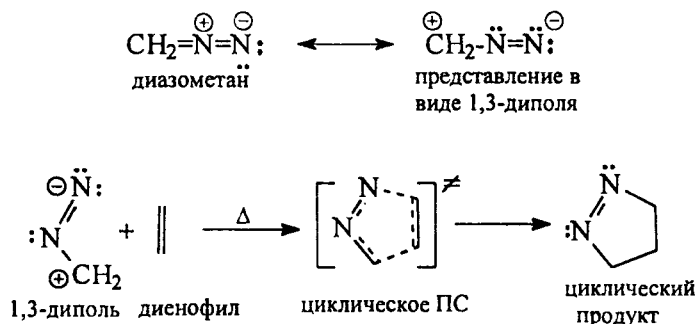 CH2=N=N:
⊕ ⊖
CH2-N=N
⊕ ⊖
диазометан
представление в
виде 1,3-диполя
⊖N:
:N
⊕CH2
+
Δ
N
N
≠
N
:N
1,3-диполь диенофил
циклическое ПС
циклический
продукт